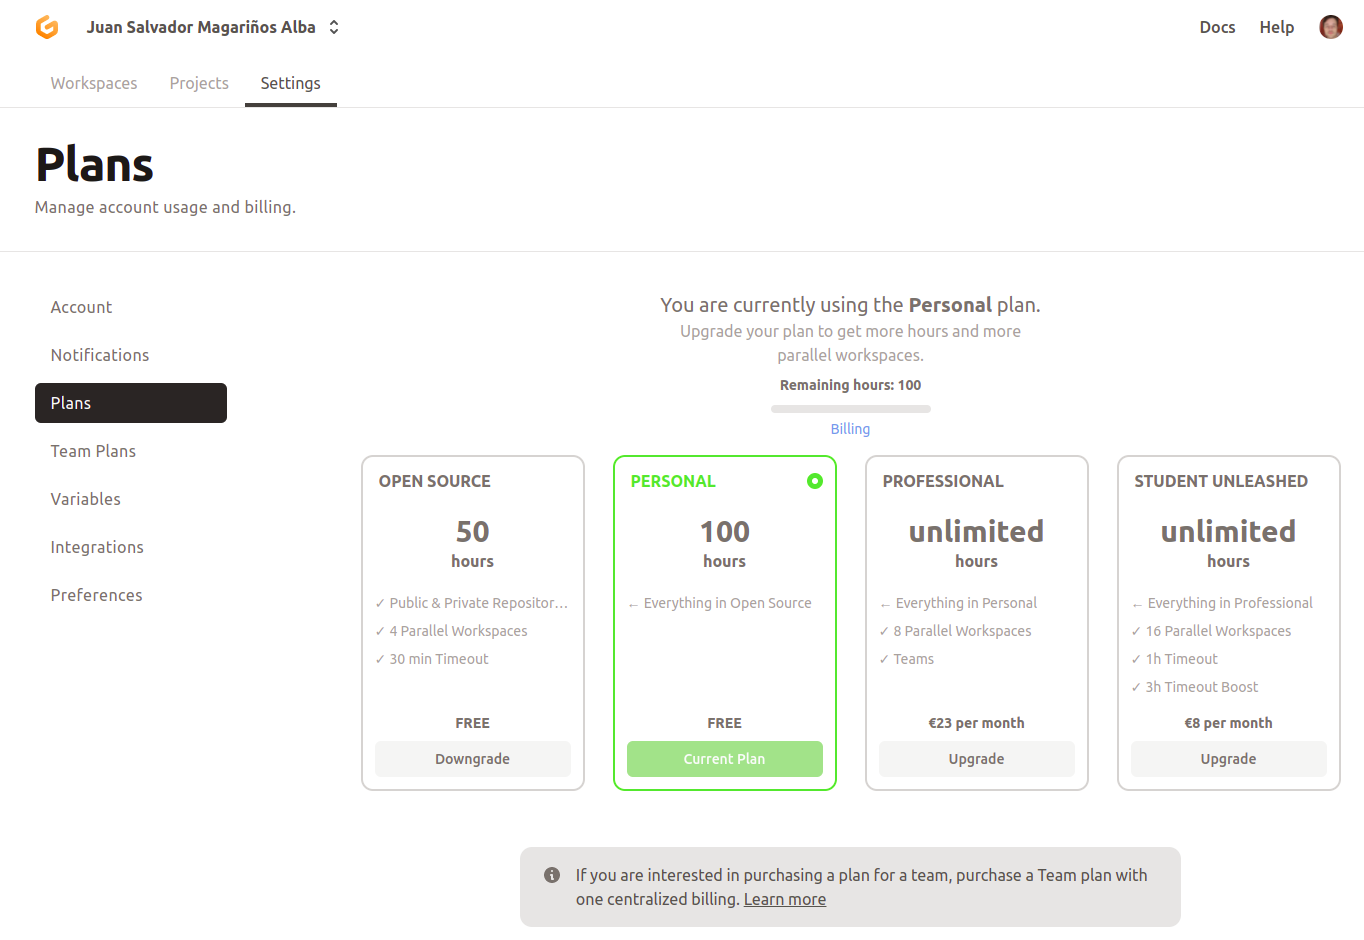 Juan Salvador Magariños Alba
Docs
Help
Workspaces
Projects
Settings
Plans
Manage account usage and billing.
Account
Notifications
Plans
Team Plans
Variables
Integrations
Preferences
You are currently using the Personal plan.
Upgrade your plan to get more hours and more
parallel workspaces.
Remaining hours: 100
Billing
OPEN SOURCE
50
hours
✓ Public & Private Repositor...
✓ 4 Parallel Workspaces
✓ 30 min Timeout
FREE
Downgrade
PERSONAL
100
hours
← Everything in Open Source
FREE
Current Plan
PROFESSIONAL
unlimited
hours
← Everything in Personal
✓ 8 Parallel Workspaces
✓ Teams
€23 per month
Upgrade
STUDENT UNLEASHED
unlimited
hours
← Everything in Professional
✓ 16 Parallel Workspaces
✓ 1h Timeout
✓ 3h Timeout Boost
€8 per month
Upgrade
If you are interested in purchasing a plan for a team, purchase a Team plan with
one centralized billing. Learn more